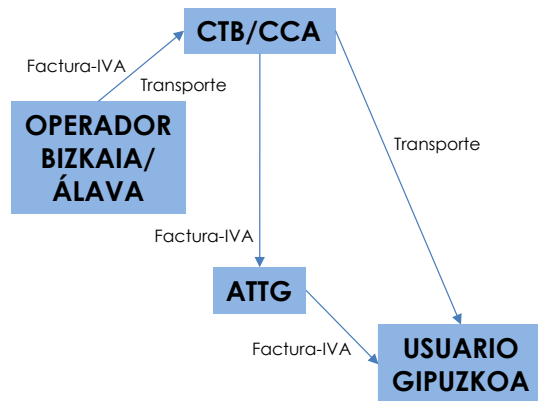 CTB/CCA
Factura-IVA
Transporte
OPERADOR
BIZKAIA/
ÁLAVA
Transporte
Factura-IVA
ATTG
Factura-IVA
USUARIO
GIPUZKOA